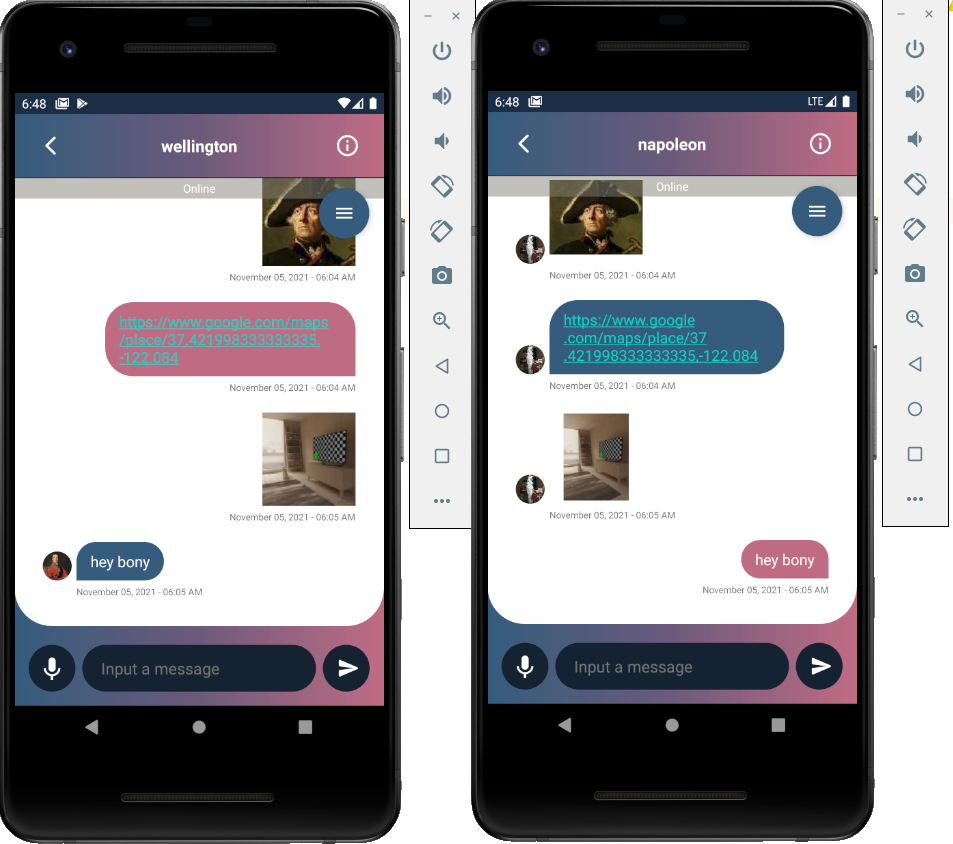 6:48
wellington
Online
November 05, 2021 - 06:04 AM
https://www.google.com/maps
/place/37.421998333333335,
-122.084
November 05, 2021 - 06:04 AM
November 05, 2021 - 06:05 AM
hey bony
November 05, 2021 - 06:05 AM
Input a message
6:48
LTE
napoleon
Online
November 05, 2021 - 06:04 AM
https://www.google
.com/maps/place/37
.421998333333335,-122.084
November 05, 2021 - 06:04 AM
November 05, 2021 - 06:05 AM
hey bony
November 05, 2021 - 06:05 AM
Input a message